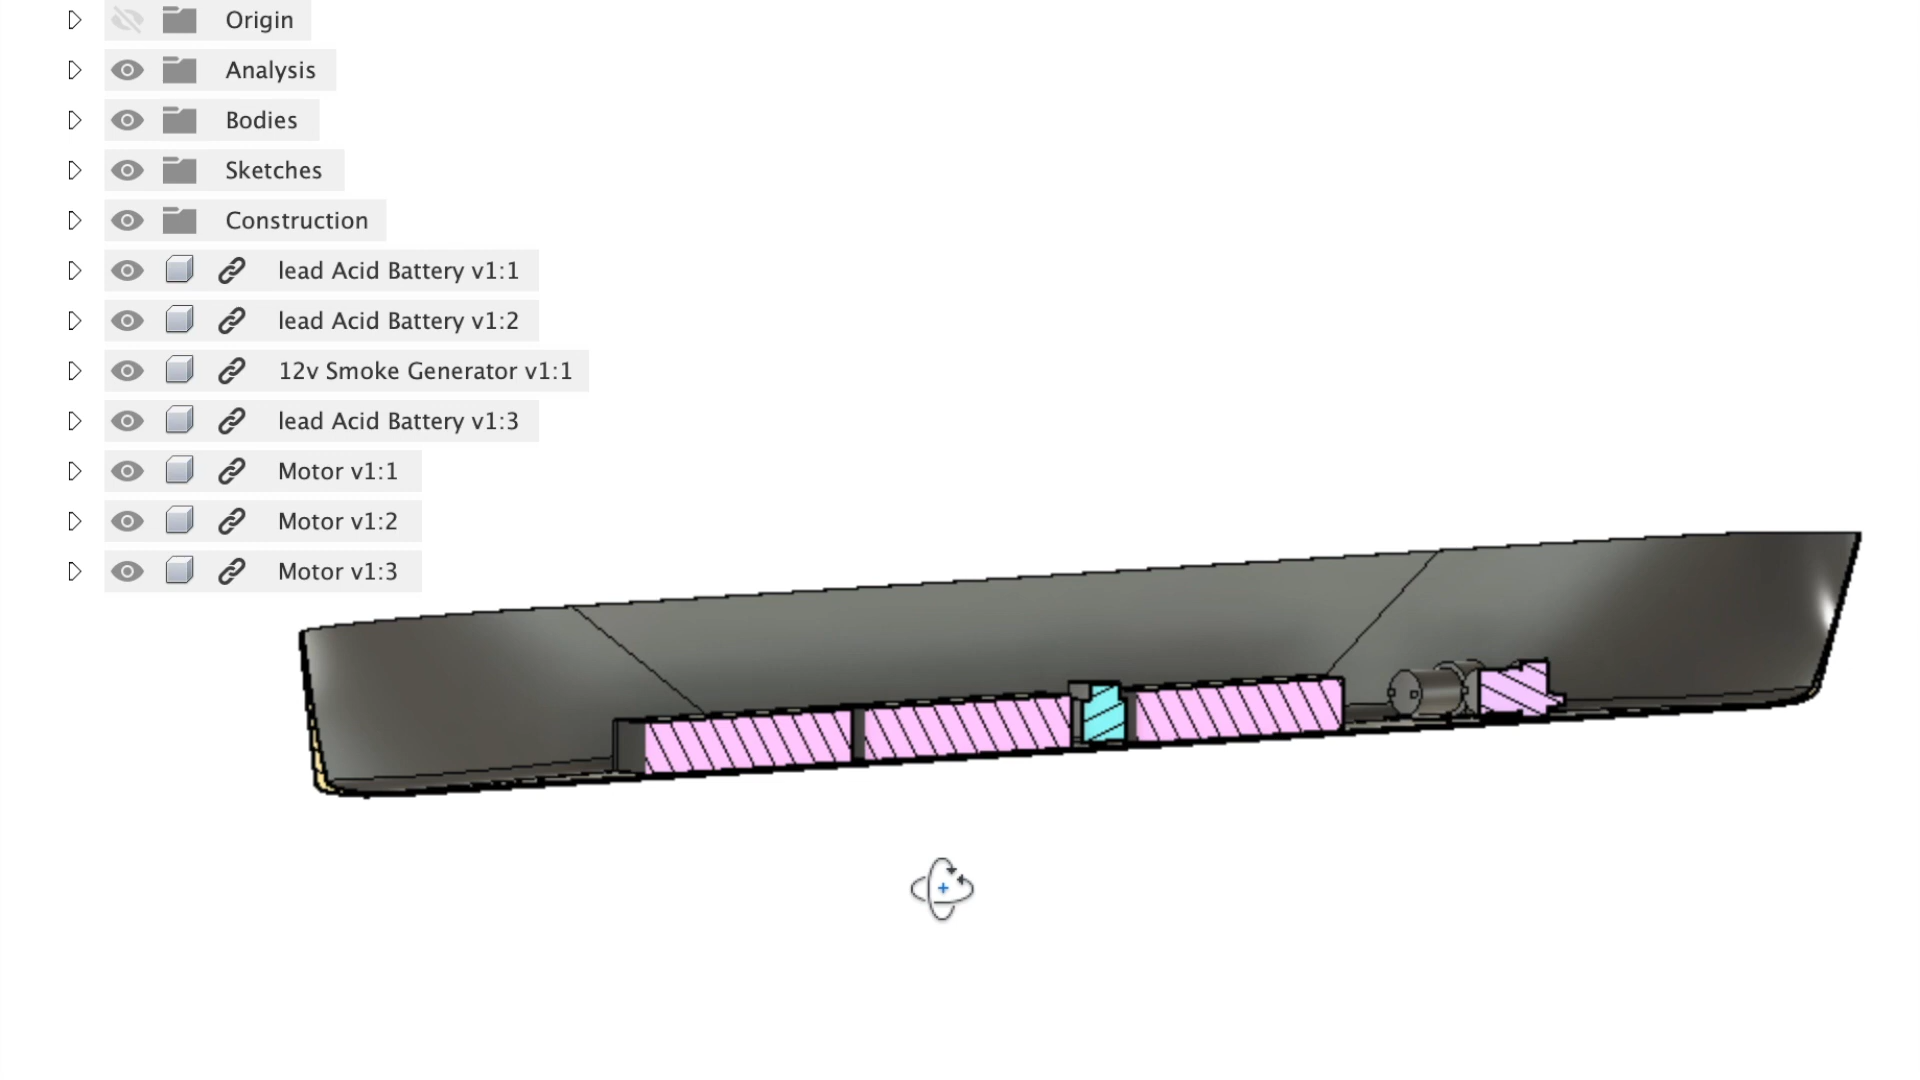 Origin
Analysis
Bodies
Sketches
Construction
lead Acid Battery v1:1
lead Acid Battery v1:2
12v Smoke Generator v1:1
lead Acid Battery v1:3
Motor v1:1
Motor v1:2
Motor v1:3